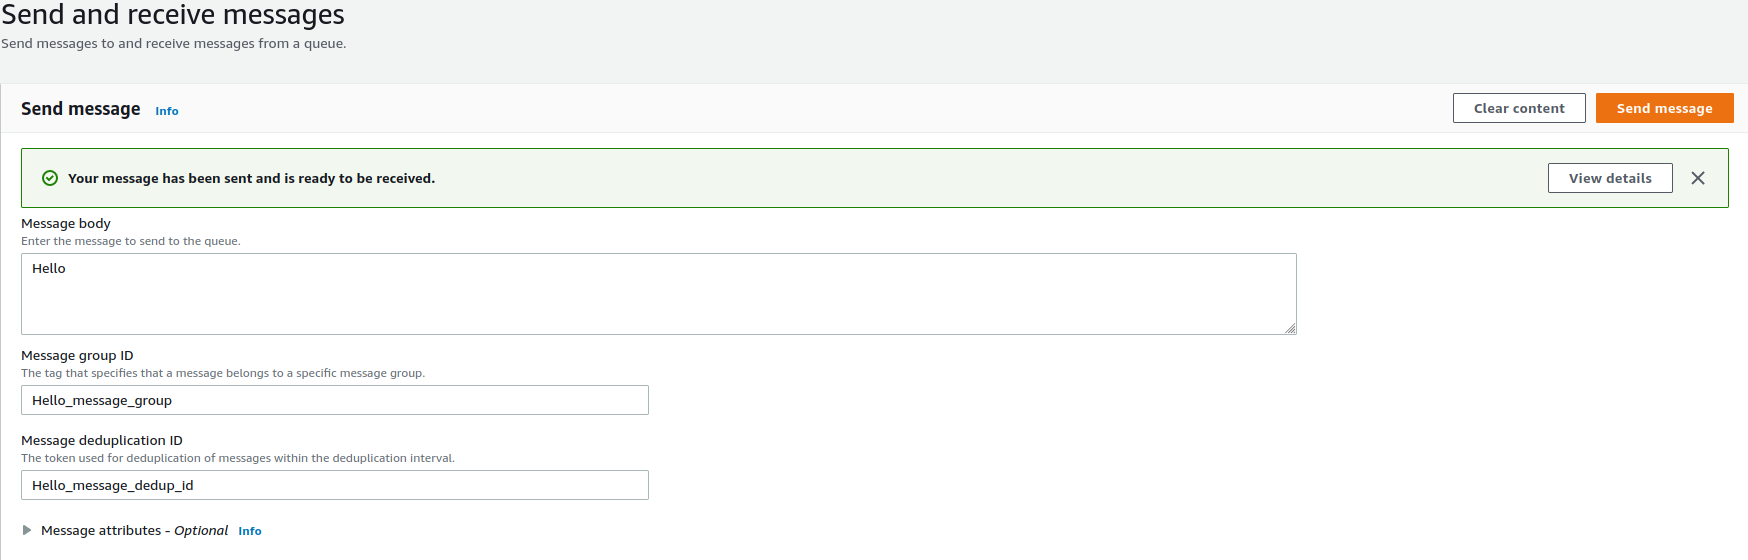 Send and receive messages
Send messages to and receive messages from a queue.
Send message Info
Clear content
Send message
Your message has been sent and is ready to be received.
View details
Message body
Enter the message to send to the queue.
Hello
Message group ID
The tag that specifies that a message belongs to a specific message group.
Hello_message_group
Message deduplication ID
The token used for deduplication of messages within the deduplication interval.
Hello_message_dedup_id
Message attributes - Optional Info